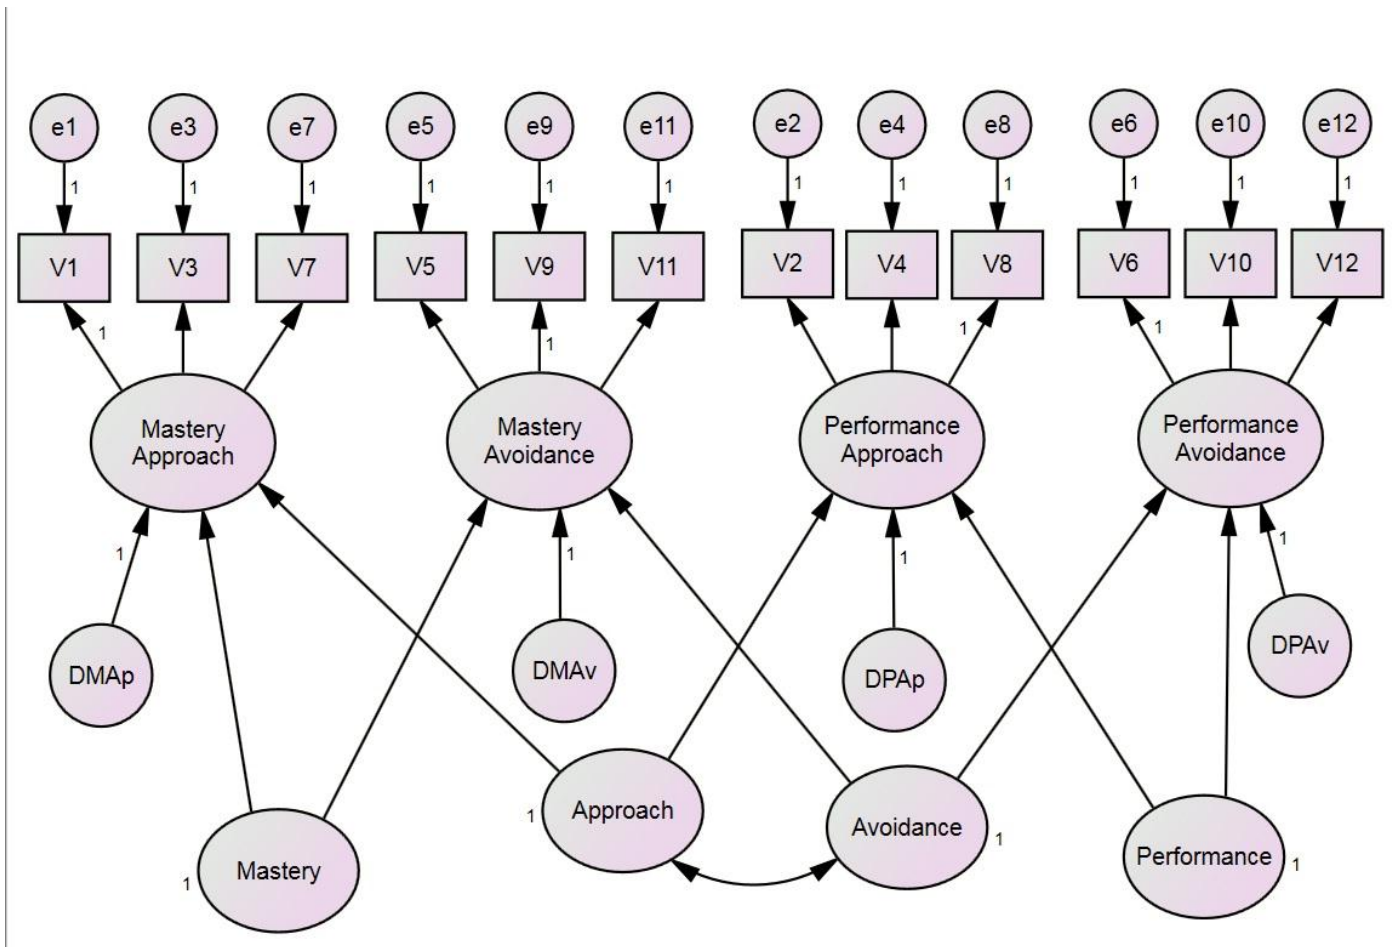 e1
e3
e7
e5
e9
e11
e2
e4
e8
e6
e10
e12
1
1
1
1
1
1
1
1
1
1
1
1
V1
V3
V7
V5
V9
V11
V2
V4
V8
V6
V10
V12
1
1
1
1
Mastery
Approach
Mastery
Avoidance
Performance
Approach
Performance
Avoidance
1
1
1
1
DMAp
DMAv
DPAp
DPAv
1
Approach
Avoidance
1
1
Mastery
Performance
1